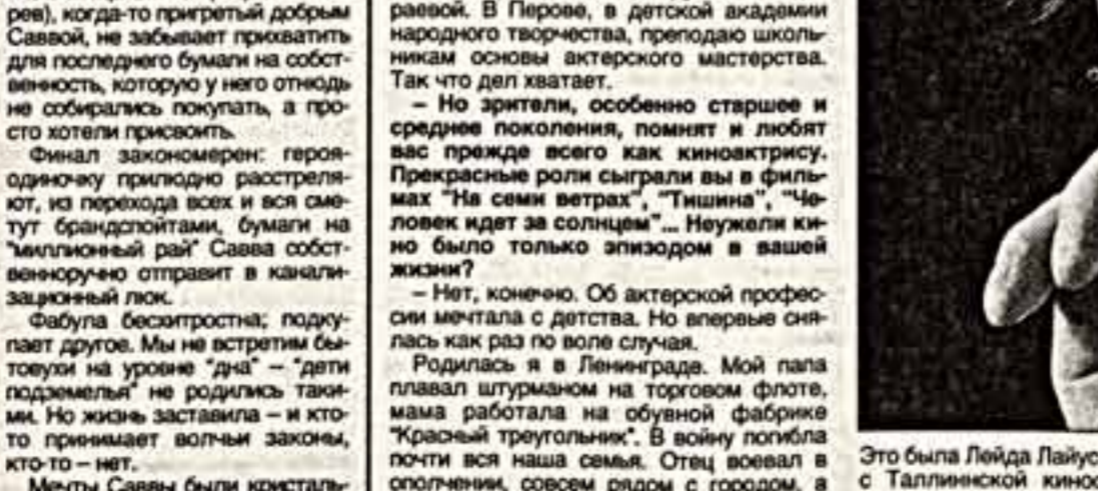 рев), когда-то пригретый добрым
Саввой, не забывает прихватить
для последнего бумаги на собст-
венность, которую у него отнюдь
не собирались покупать, а про-
сто хотели присвоить.
Финал закономерен: героя-
одиночку прилюдно расстреля-
ют, из перехода всех и вся сме-
тут брандспойтами, бумаги на
"миллионный рай" Савва собст-
венноручно отправит в канали-
зационный люк.
Фабула бесхитростна; подку-
пает другое. Мы не встретим бы-
товухи на уровне "дна" – "дети
подземелья" не родились таки-
ми. Но жизнь заставила – и кто-
то принимает волчьи законы,
кто-то – нет.
Мечты Саввы были кристаль-
раевой. В Перове, в детской академии
народного творчества, преподаю школь-
никам основы актерского мастерства.
Так что дел хватает.
– Но зрители, особенно старшее и
среднее поколения, помнят и любят
вас прежде всего как киноактрису.
Прекрасные роли сыграли вы в филь-
мах "На семи ветрах", "Тишина", "Че-
ловек идет за солнцем"... Неужели ки-
но было только эпизодом в вашей
жизни?
– Нет, конечно. Об актерской профес-
сии мечтала с детства. Но впервые сня-
лась как раз по воле случая.
Родилась я в Ленинграде. Мой папа
плавал штурманом на торговом флоте,
мама работала на обувной фабрике
"Красный треугольник". В войну погибла
почти вся наша семья. Отец воевал в
ополчении, совсем рядом с городом, а
Это была Лейда Лайус
с Таллиннской кинос